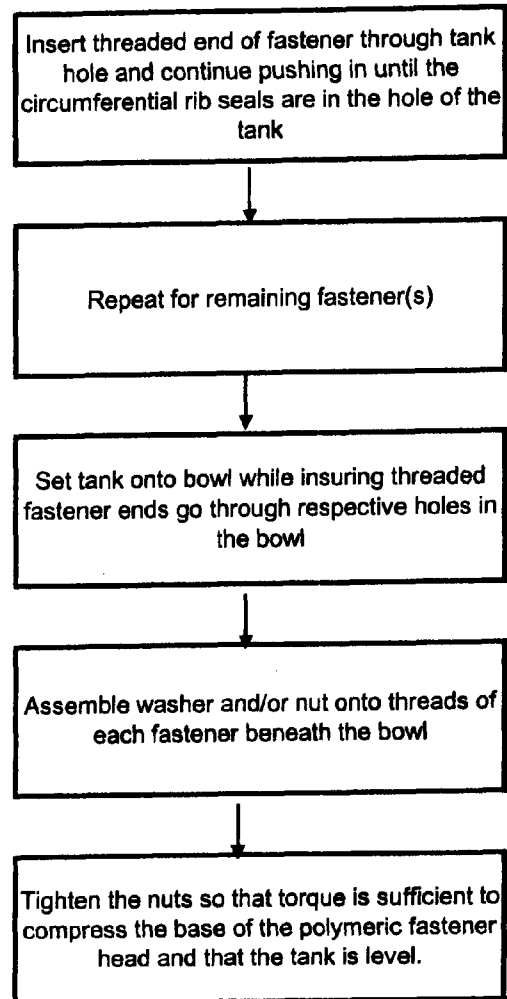 Insert threaded end of fastener through tank
hole and continue pushing in until the
circumferential rib seals are in the hole of the
tank
Repeat for remaining fastener(s)
Set tank onto bowl while insuring threaded
fastener ends go through respective holes in
the bowl
Assemble washer and/or nut onto threads of
each fastener beneath the bowl
Tighten the nuts so that torque is sufficient to
compress the base of the polymeric fastener
head and that the tank is level.